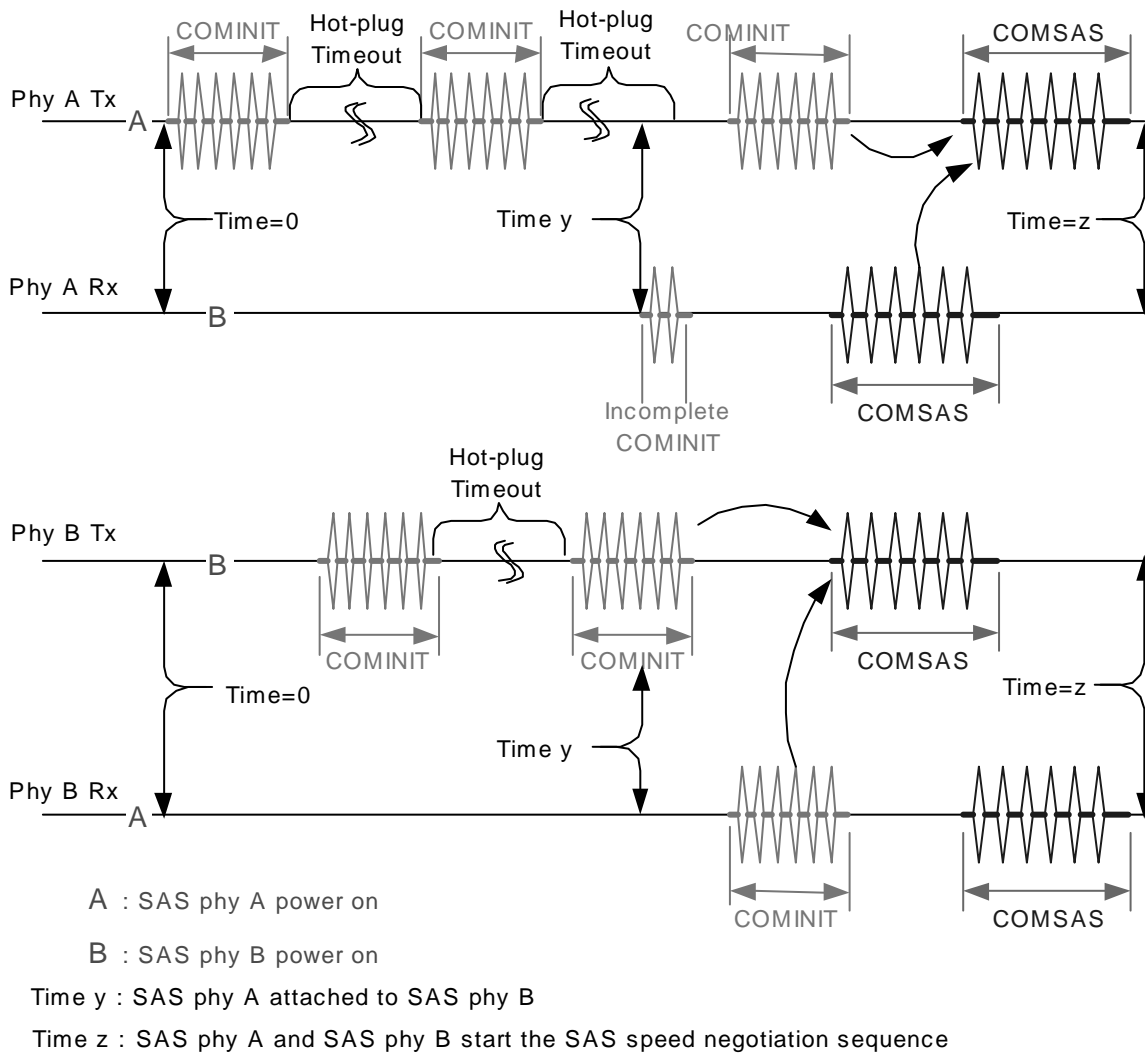 COMINIT
Hot-plug
Timeout
COMINIT
Hot-plug
Timeout
COMINIT
COMSAS
Phy A Tx
A
Time=0
Time y
Time=z
Phy A Rx
B
Incomplete
COMINIT
COMSAS
Hot-plug
Timeout
Phy B Tx
B
COMINIT
COMINIT
COMSAS
Time=0
Time y
Time=z
Phy B Rx
A
COMINIT
COMSAS
A : SAS phy A power on
B : SAS phy B power on
Time y : SAS phy A attached to SAS phy B
Time z : SAS phy A and SAS phy B start the SAS speed negotiation sequence